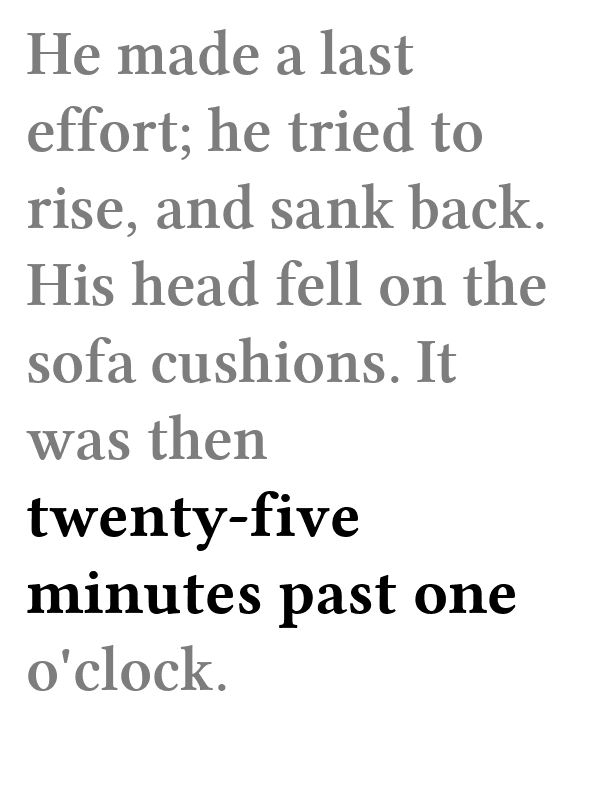 He made a last
effort; he tried to
rise, and sank back.
His head fell on the
sofa cushions. It
was then
twenty-five
minutes past one
o'clock.